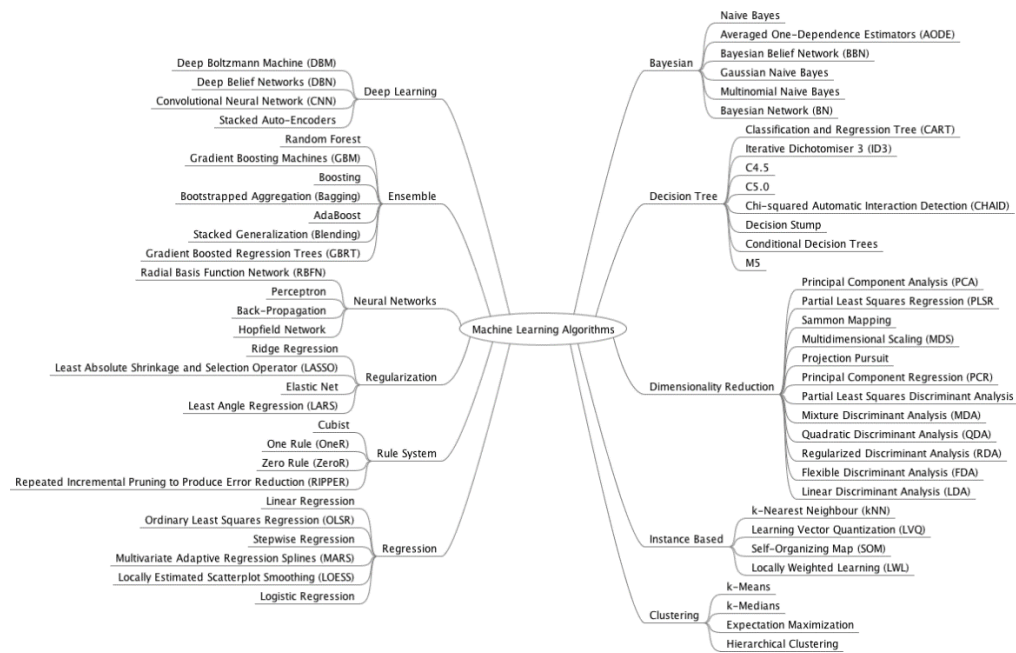 Machine Learning Algorithms
Deep Learning
Deep Boltzmann Machine (DBM)
Deep Belief Networks (DBN)
Convolutional Neural Network (CNN)
Stacked Auto-Encoders
Ensemble
Random Forest
Gradient Boosting Machines (GBM)
Boosting
Bootstrapped Aggregation (Bagging)
AdaBoost
Stacked Generalization (Blending)
Gradient Boosted Regression Trees (GBRT)
Neural Networks
Radial Basis Function Network (RBFN)
Perceptron
Back-Propagation
Hopfield Network
Regularization
Ridge Regression
Least Absolute Shrinkage and Selection Operator (LASSO)
Elastic Net
Least Angle Regression (LARS)
Rule System
Cubist
One Rule (OneR)
Zero Rule (ZeroR)
Repeated Incremental Pruning to Produce Error Reduction (RIPPER)
Regression
Linear Regression
Ordinary Least Squares Regression (OLSR)
Stepwise Regression
Multivariate Adaptive Regression Splines (MARS)
Locally Estimated Scatterplot Smoothing (LOESS)
Logistic Regression
Bayesian
Naive Bayes
Averaged One-Dependence Estimators (AODE)
Bayesian Belief Network (BBN)
Gaussian Naive Bayes
Multinomial Naive Bayes
Bayesian Network (BN)
Decision Tree
Classification and Regression Tree (CART)
Iterative Dichotomiser 3 (ID3)
C4.5
C5.0
Chi-squared Automatic Interaction Detection (CHAID)
Decision Stump
Conditional Decision Trees
M5
Dimensionality Reduction
Principal Component Analysis (PCA)
Partial Least Squares Regression (PLSR
Sammon Mapping
Multidimensional Scaling (MDS)
Projection Pursuit
Principal Component Regression (PCR)
Partial Least Squares Discriminant Analysis
Mixture Discriminant Analysis (MDA)
Quadratic Discriminant Analysis (QDA)
Regularized Discriminant Analysis (RDA)
Flexible Discriminant Analysis (FDA)
Linear Discriminant Analysis (LDA)
Instance Based
k-Nearest Neighbour (kNN)
Learning Vector Quantization (LVQ)
Self-Organizing Map (SOM)
Locally Weighted Learning (LWL)
Clustering
k-Means
k-Medians
Expectation Maximization
Hierarchical Clustering